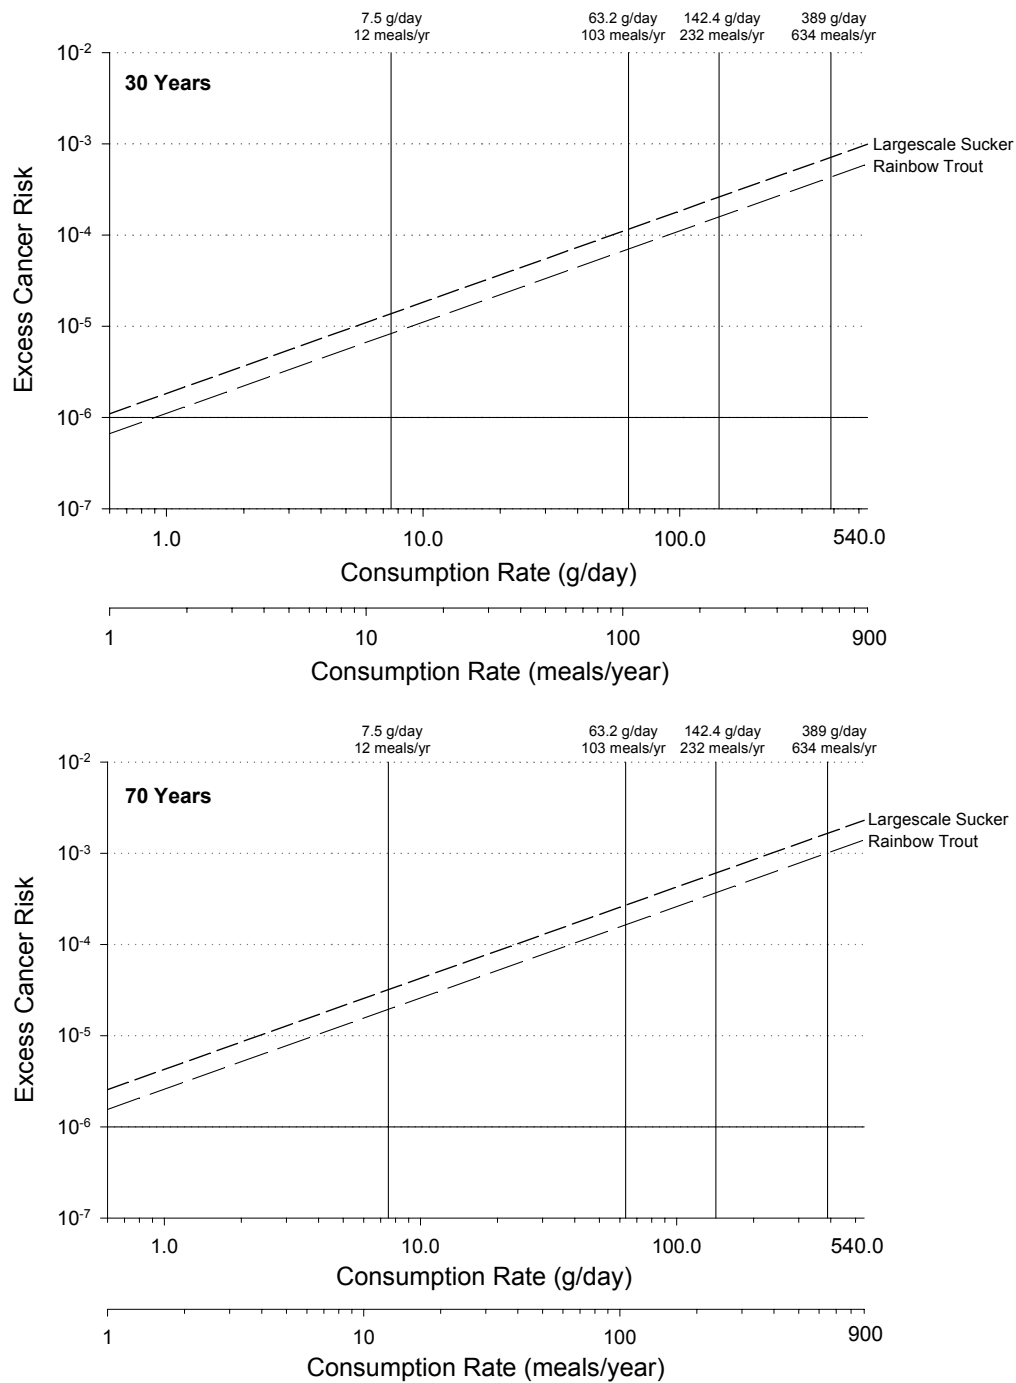 7.5 g/day 63.2 g/day 142.4 g/day 389 g/day
12 meals/yr 103 meals/yr 232 meals/yr 634 meals/yr
10-2
30 Years
10-3
Largescale Sucker
Rainbow Trout
10-4
10-5
10-6
10-7
Excess Cancer Risk
1.0 10.0 100.0 540.0
Consumption Rate (g/day)
1 10 100 900
Consumption Rate (meals/year)
7.5 g/day 63.2 g/day 142.4 g/day 389 g/day
12 meals/yr 103 meals/yr 232 meals/yr 634 meals/yr
10-2
70 Years
Largescale Sucker
Rainbow Trout
10-3
10-4
10-5
10-6
10-7
Excess Cancer Risk
1.0 10.0 100.0 540.0
Consumption Rate (g/day)
1 10 100 900
Consumption Rate (meals/year)